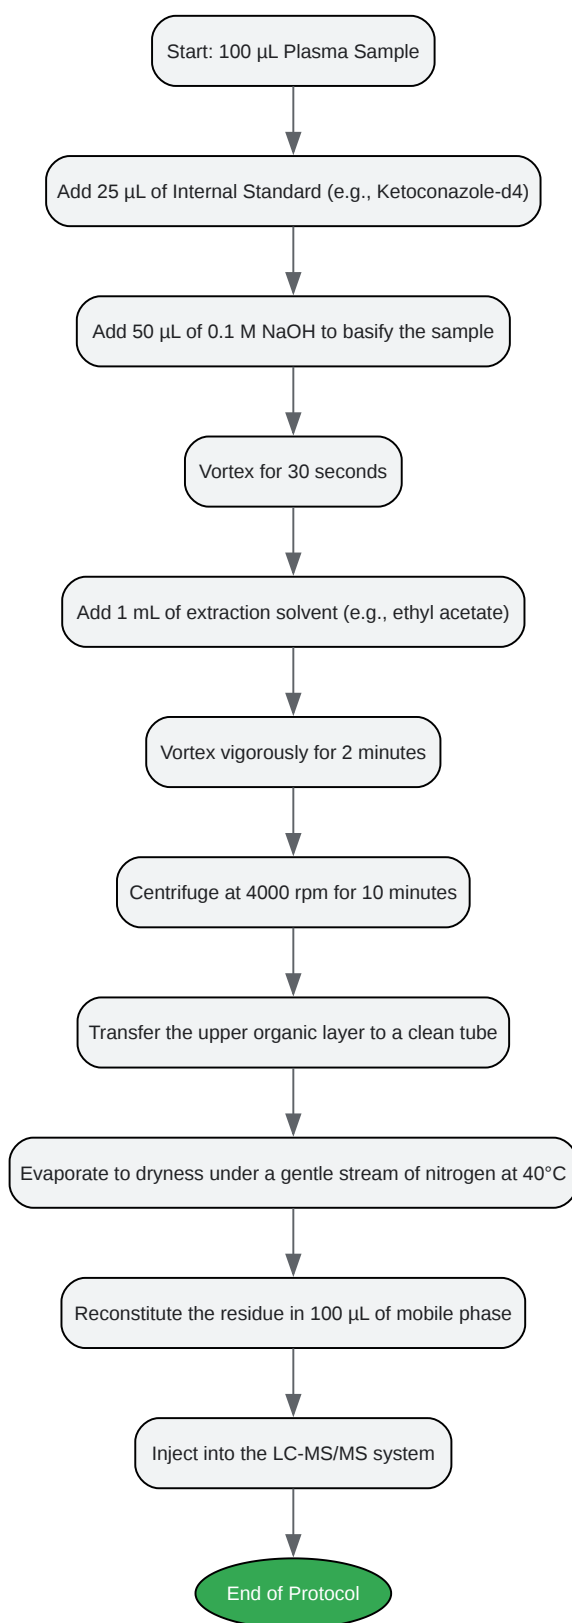 Start: 100 µL Plasma Sample
Add 25 µL of Internal Standard (e.g., Ketoconazole-d4)
Add 50 µL of 0.1 M NaOH to basify the sample
Vortex for 30 seconds
Add 1 mL of extraction solvent (e.g., ethyl acetate)
Vortex vigorously for 2 minutes
Centrifuge at 4000 rpm for 10 minutes
Transfer the upper organic layer to a clean tube
Evaporate to dryness under a gentle stream of nitrogen at 40°C
Reconstitute the residue in 100 µL of mobile phase
Inject into the LC-MS/MS system
End of Protocol